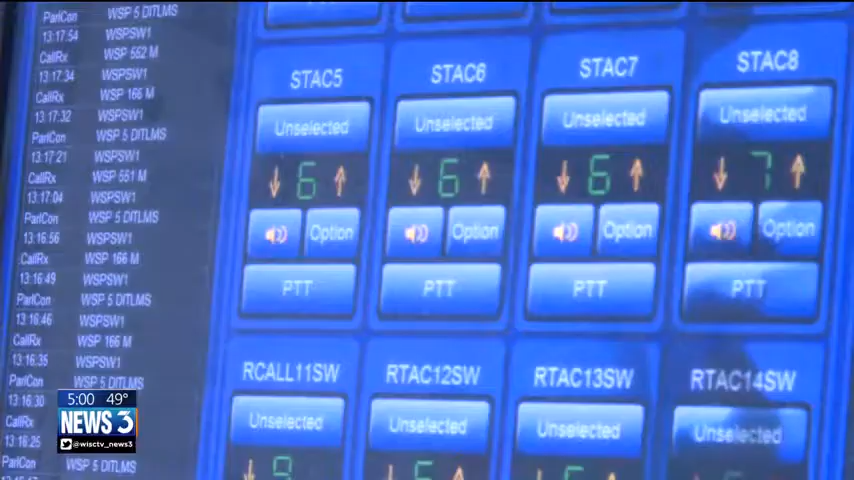 ParlCon WSP 5 DITLMS
13:17:54 WSPSW1
CallRx WSP 552 M
13:17:34 WSPSW1
CallRx WSP 166 M
13:17:32 WSPSW1
ParlCon WSP 5 DITLMS
13:17:21 WSPSW1
CallRx WSP 551 M
13:17:04 WSPSW1
ParlCon WSP 5 DITLMS
13:16:56 WSPSW1
CallRx WSP 166 M
13:16:49 WSPSW1
ParlCon WSP 5 DITLMS
13:16:46 WSPSW1
CallRx WSP 166 M
13:16:35 WSPSW1
ParlCon WSP 5 DITLMS
13:16:30
CallRx
13:16:25
ParlCon WSP 5 DITLMS
STAC5 STAC6 STAC7 STAC8
Unselected Unselected Unselected Unselected
6 6 6 7
Option Option Option Option
PTT PTT PTT PTT
RCALL11SW RTAC12SW RTAC13SW RTAC14SW
Unselected Unselected Unselected Unselected
5:00 49°
NEWS 3
@wisctv_news3